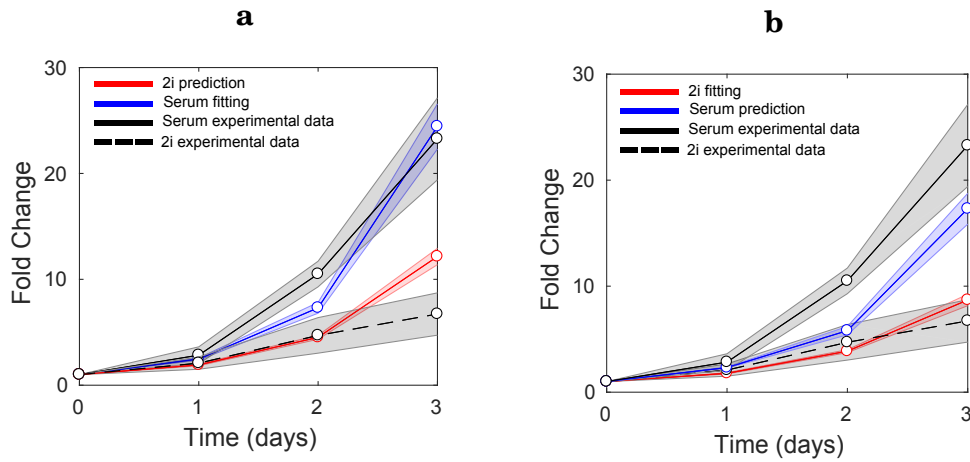 a
30
20
10
0
Fold Change
2i prediction
Serum fitting
Serum experimental data
2i experimental data
0 1 2 3
Time (days)
b
30
20
10
0
Fold Change
2i fitting
Serum prediction
Serum experimental data
2i experimental data
0 1 2 3
Time (days)